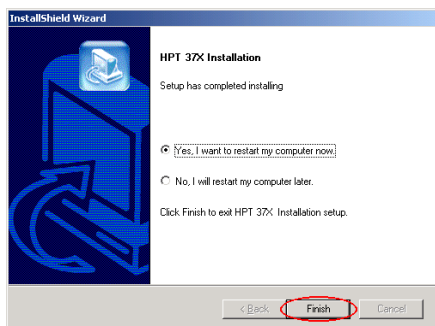 InstallShield Wizard
HPT 37X Installation
Setup has completed installing
Yes, I want to restart my computer now.
No, I will restart my computer later.
Click Finish to exit HPT 37X Installation setup.
< Back Finish Cancel